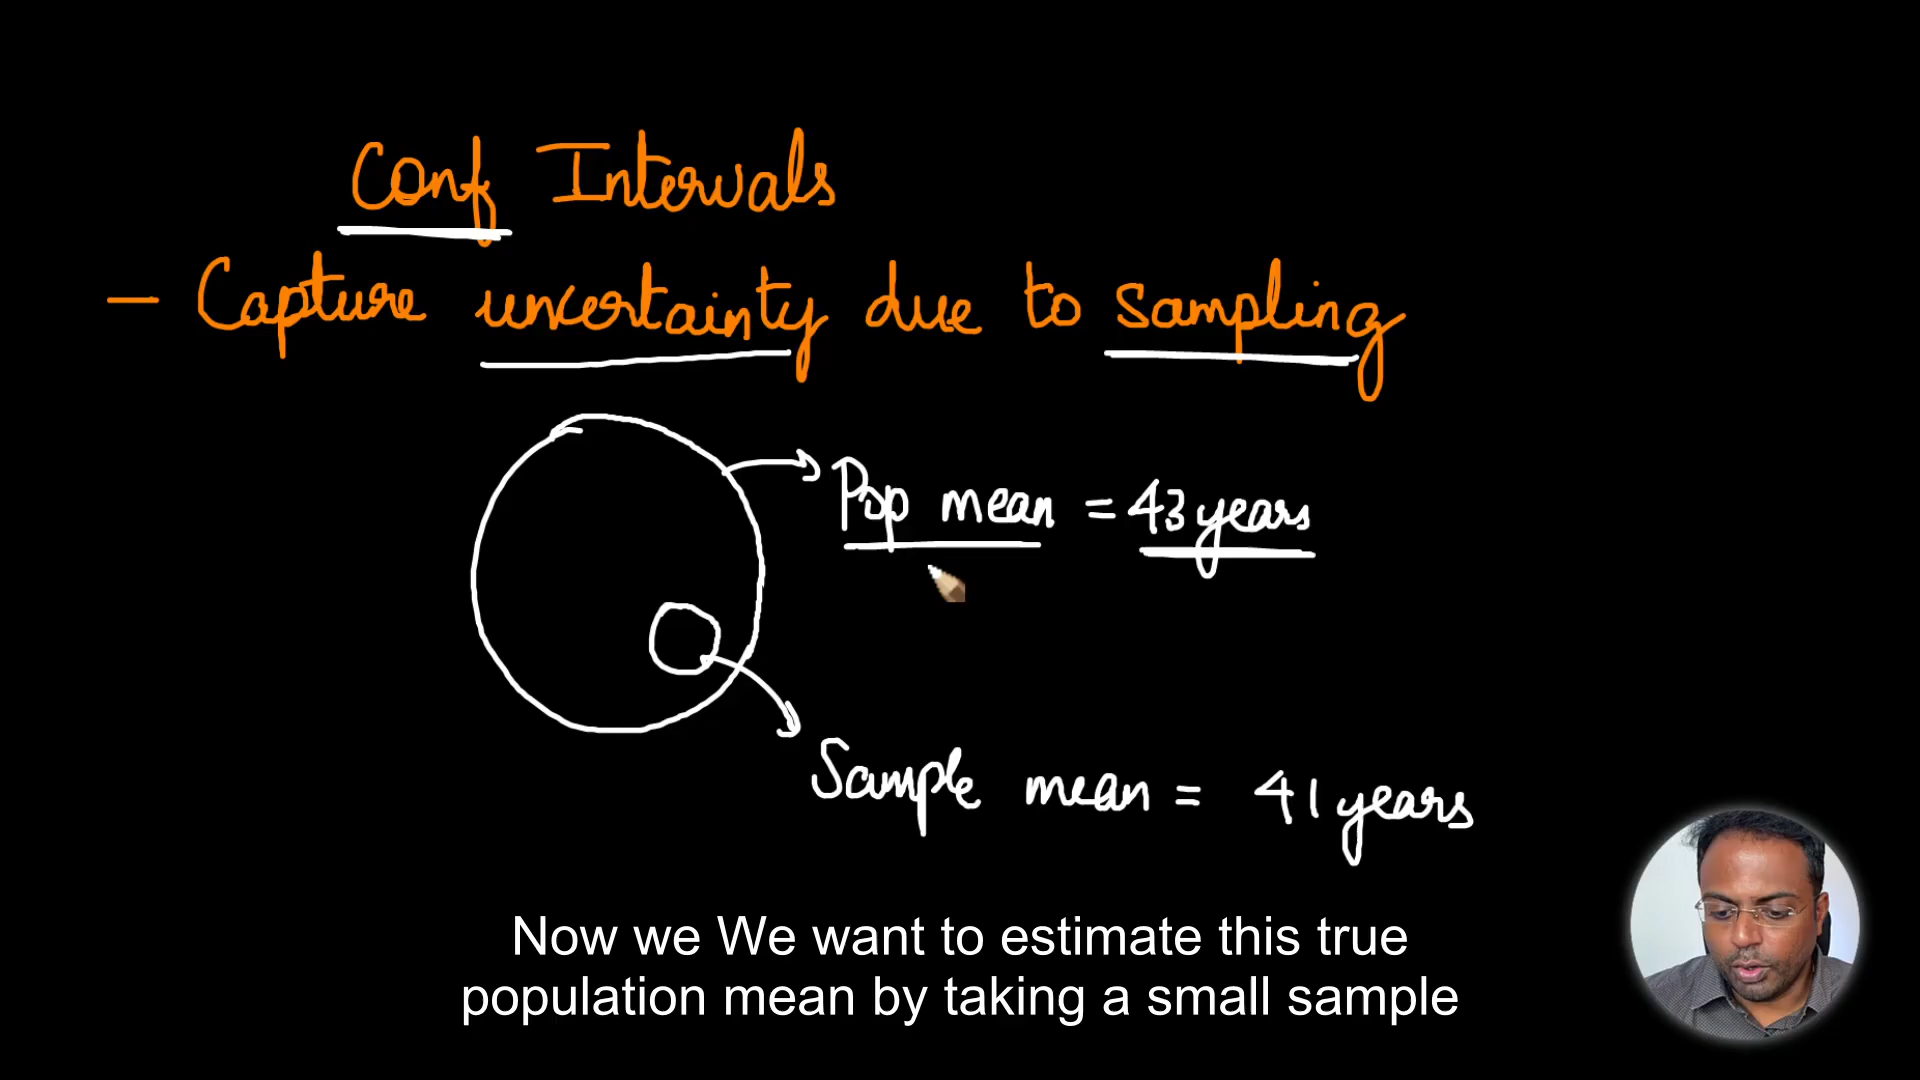 Conf Intervals
- Capture uncertainty due to sampling
Pop mean = 43 years
Sample mean = 41 years
Now we We want to estimate this true
population mean by taking a small sample